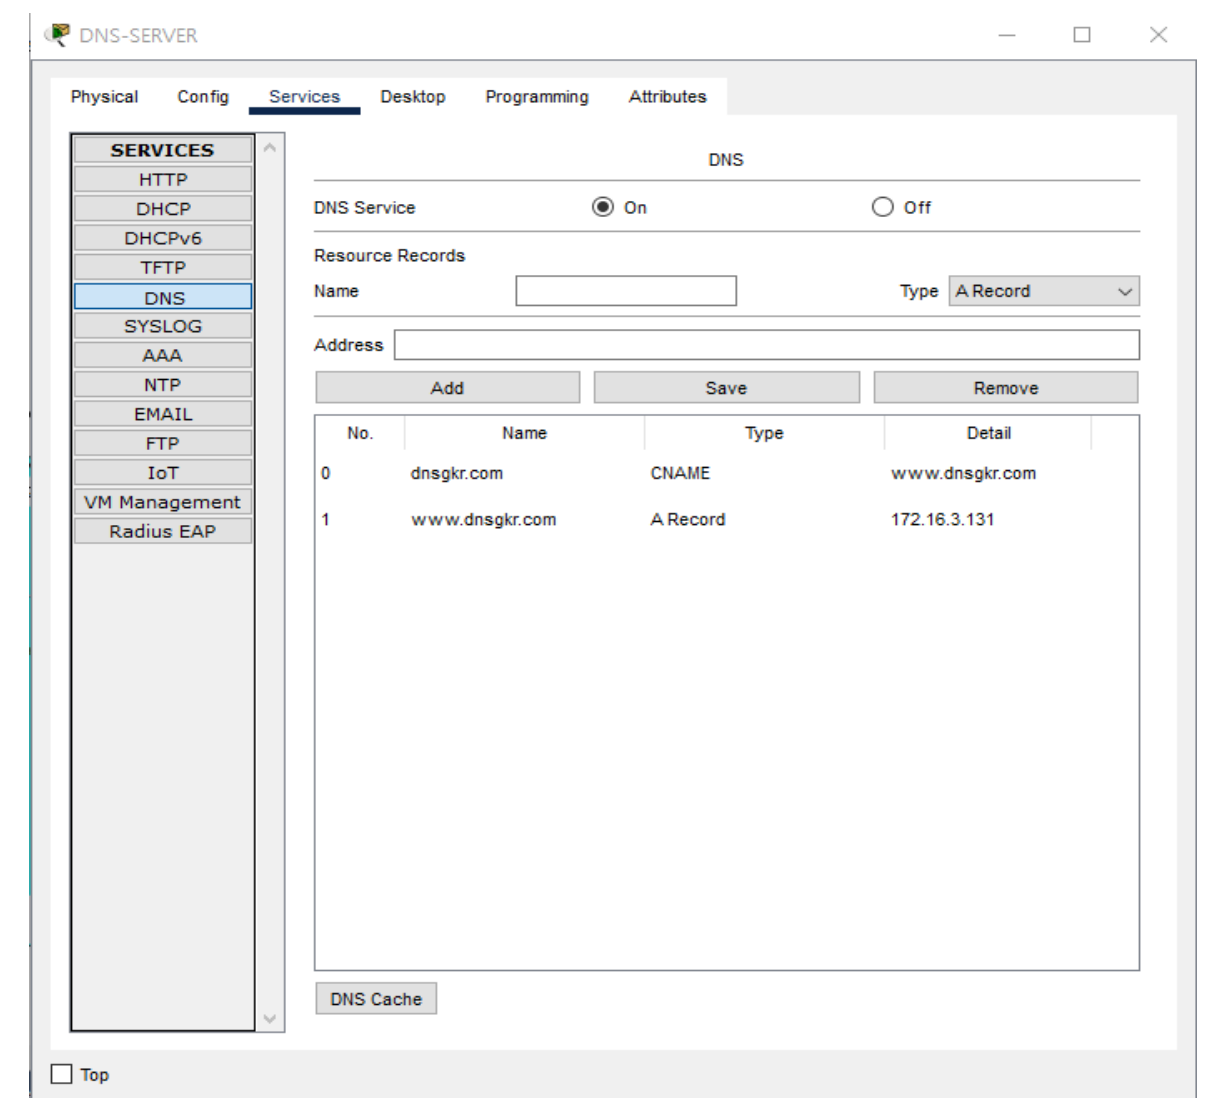 DNS-SERVER
Physical Config Services Desktop Programming Attributes
SERVICES
HTTP
DHCP
DHCPv6
TFTP
DNS
SYSLOG
AAA
NTP
EMAIL
FTP
IoT
VM Management
Radius EAP
DNS
DNS Service On Off
Resource Records
Name Type A Record
Address
Add Save Remove
No. Name Type Detail
0 dnsgkr.com CNAME www.dnsgkr.com
1 www.dnsgkr.com A Record 172.16.3.131
DNS Cache
Top